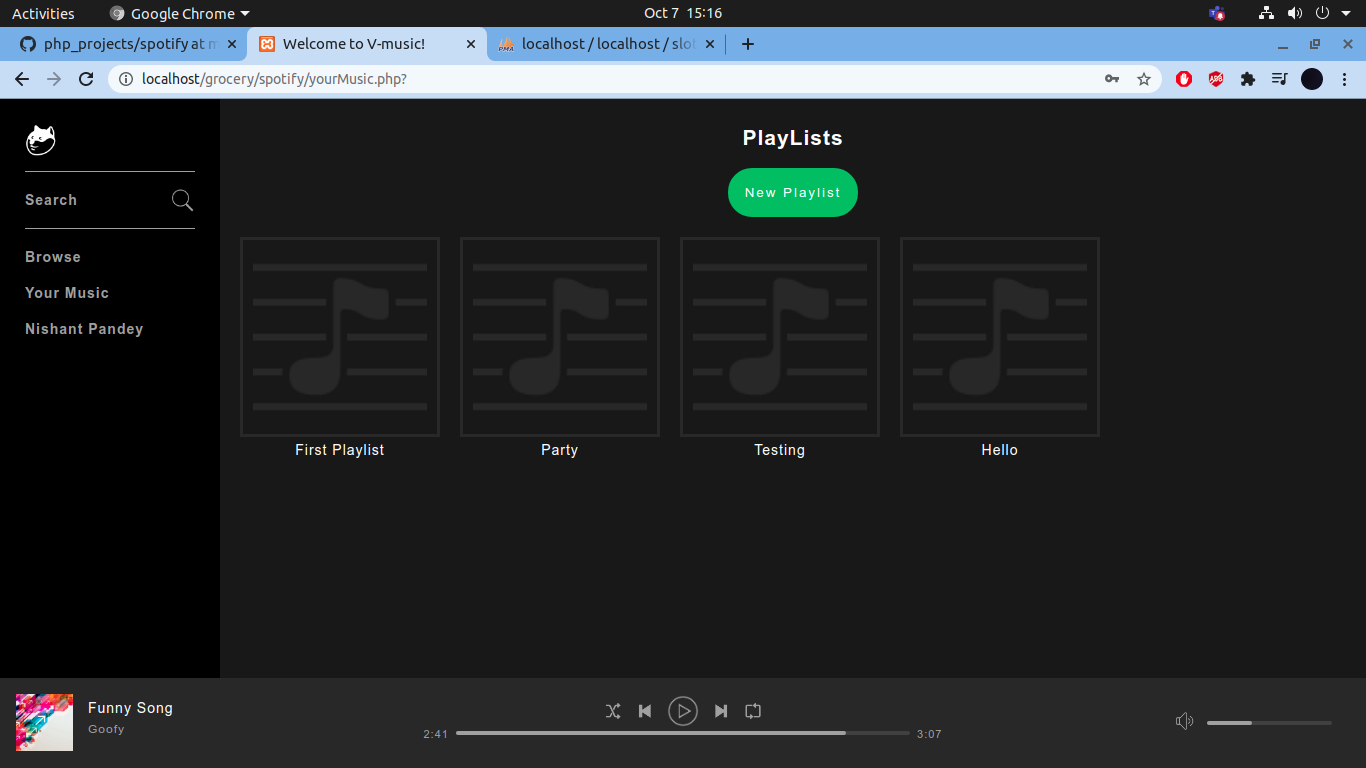 Activities
Google Chrome
Oct 7 15:16
php_projects/spotify at m
Welcome to V-music!
localhost / localhost / slo
localhost/grocery/spotify/yourMusic.php?
PlayLists
New Playlist
Search
Browse
Your Music
Nishant Pandey
First Playlist
Party
Testing
Hello
Funny Song
Goofy
2:41
3:07